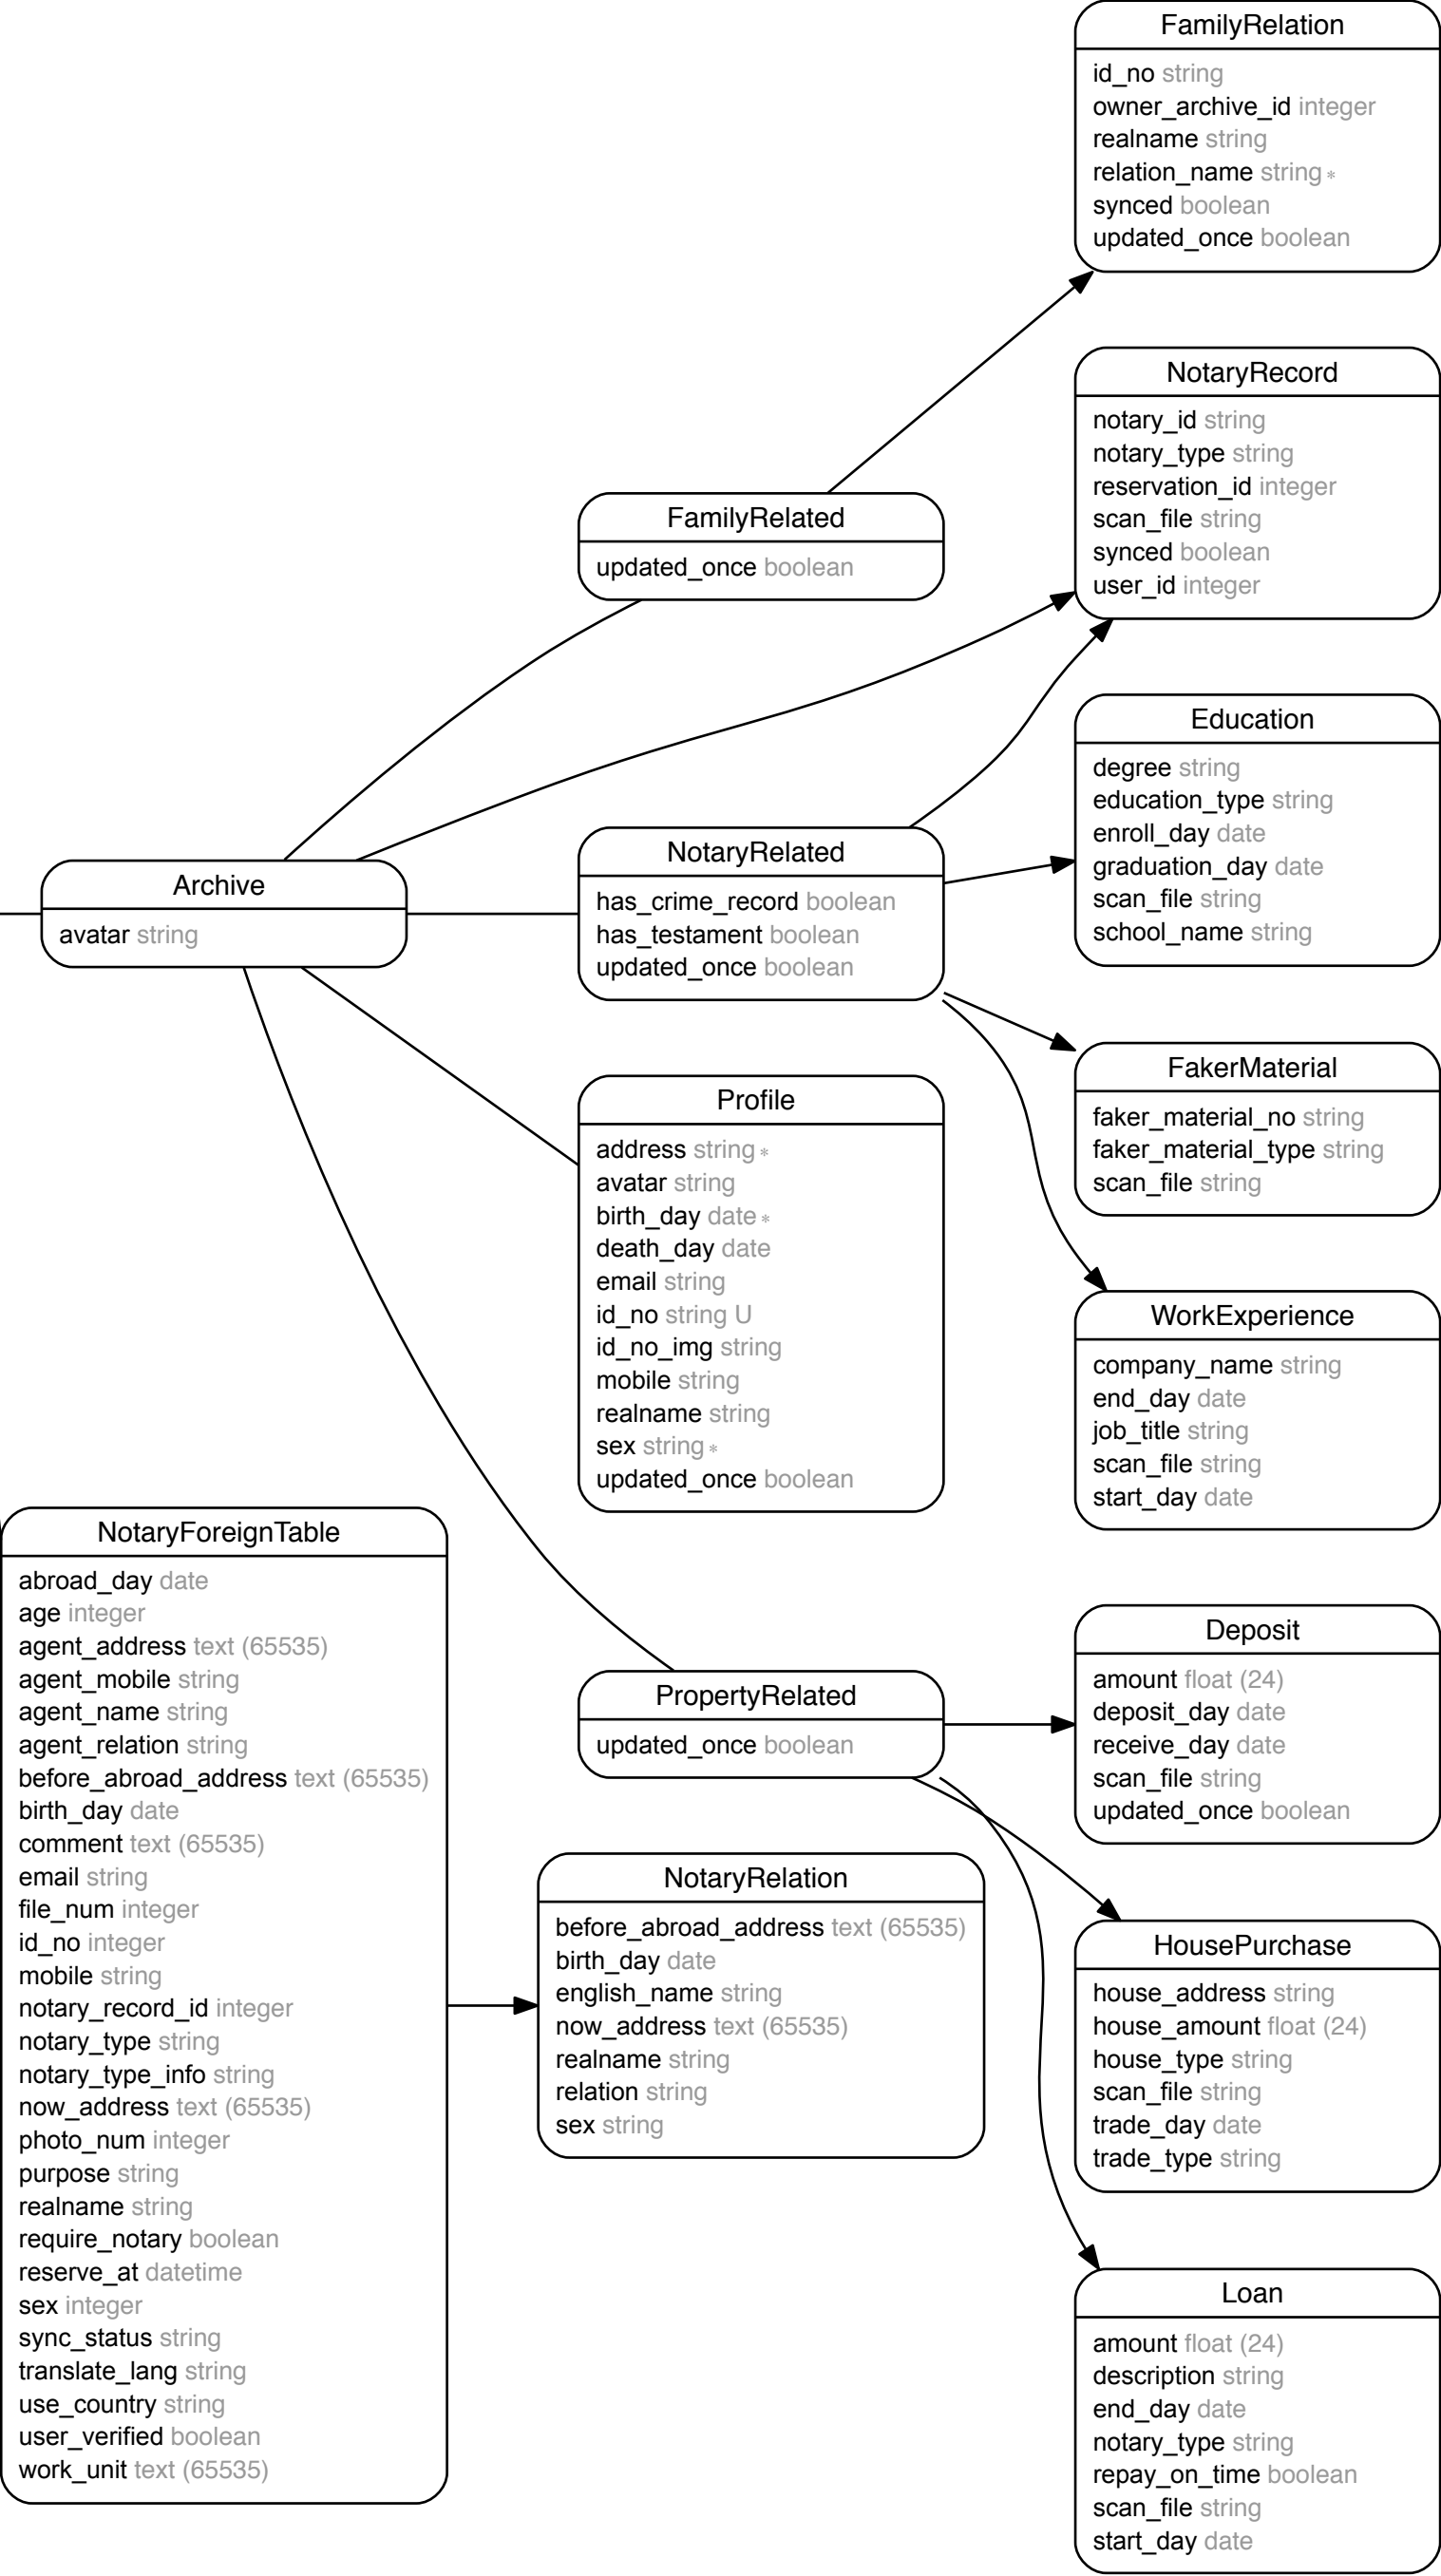 FamilyRelation
id_no string
owner_archive_id integer
realname string
relation_name string ∗
synced boolean
updated_once boolean
NotaryRecord
notary_id string
notary_type string
reservation_id integer
scan_file string
synced boolean
user_id integer
FamilyRelated
updated_once boolean
Education
degree string
education_type string
enroll_day date
graduation_day date
scan_file string
school_name string
NotaryRelated
has_crime_record boolean
has_testament boolean
updated_once boolean
Archive
avatar string
FakerMaterial
faker_material_no string
faker_material_type string
scan_file string
Profile
address string ∗
avatar string
birth_day date ∗
death_day date
email string
id_no string U
id_no_img string
mobile string
realname string
sex string ∗
updated_once boolean
WorkExperience
company_name string
end_day date
job_title string
scan_file string
start_day date
NotaryForeignTable
abroad_day date
age integer
agent_address text (65535)
agent_mobile string
agent_name string
agent_relation string
before_abroad_address text (65535)
birth_day date
comment text (65535)
email string
file_num integer
id_no integer
mobile string
notary_record_id integer
notary_type string
notary_type_info string
now_address text (65535)
photo_num integer
purpose string
realname string
require_notary boolean
reserve_at datetime
sex integer
sync_status string
translate_lang string
use_country string
user_verified boolean
work_unit text (65535)
PropertyRelated
updated_once boolean
Deposit
amount float (24)
deposit_day date
receive_day date
scan_file string
updated_once boolean
NotaryRelation
before_abroad_address text (65535)
birth_day date
english_name string
now_address text (65535)
realname string
relation string
sex string
HousePurchase
house_address string
house_amount float (24)
house_type string
scan_file string
trade_day date
trade_type string
Loan
amount float (24)
description string
end_day date
notary_type string
repay_on_time boolean
scan_file string
start_day date